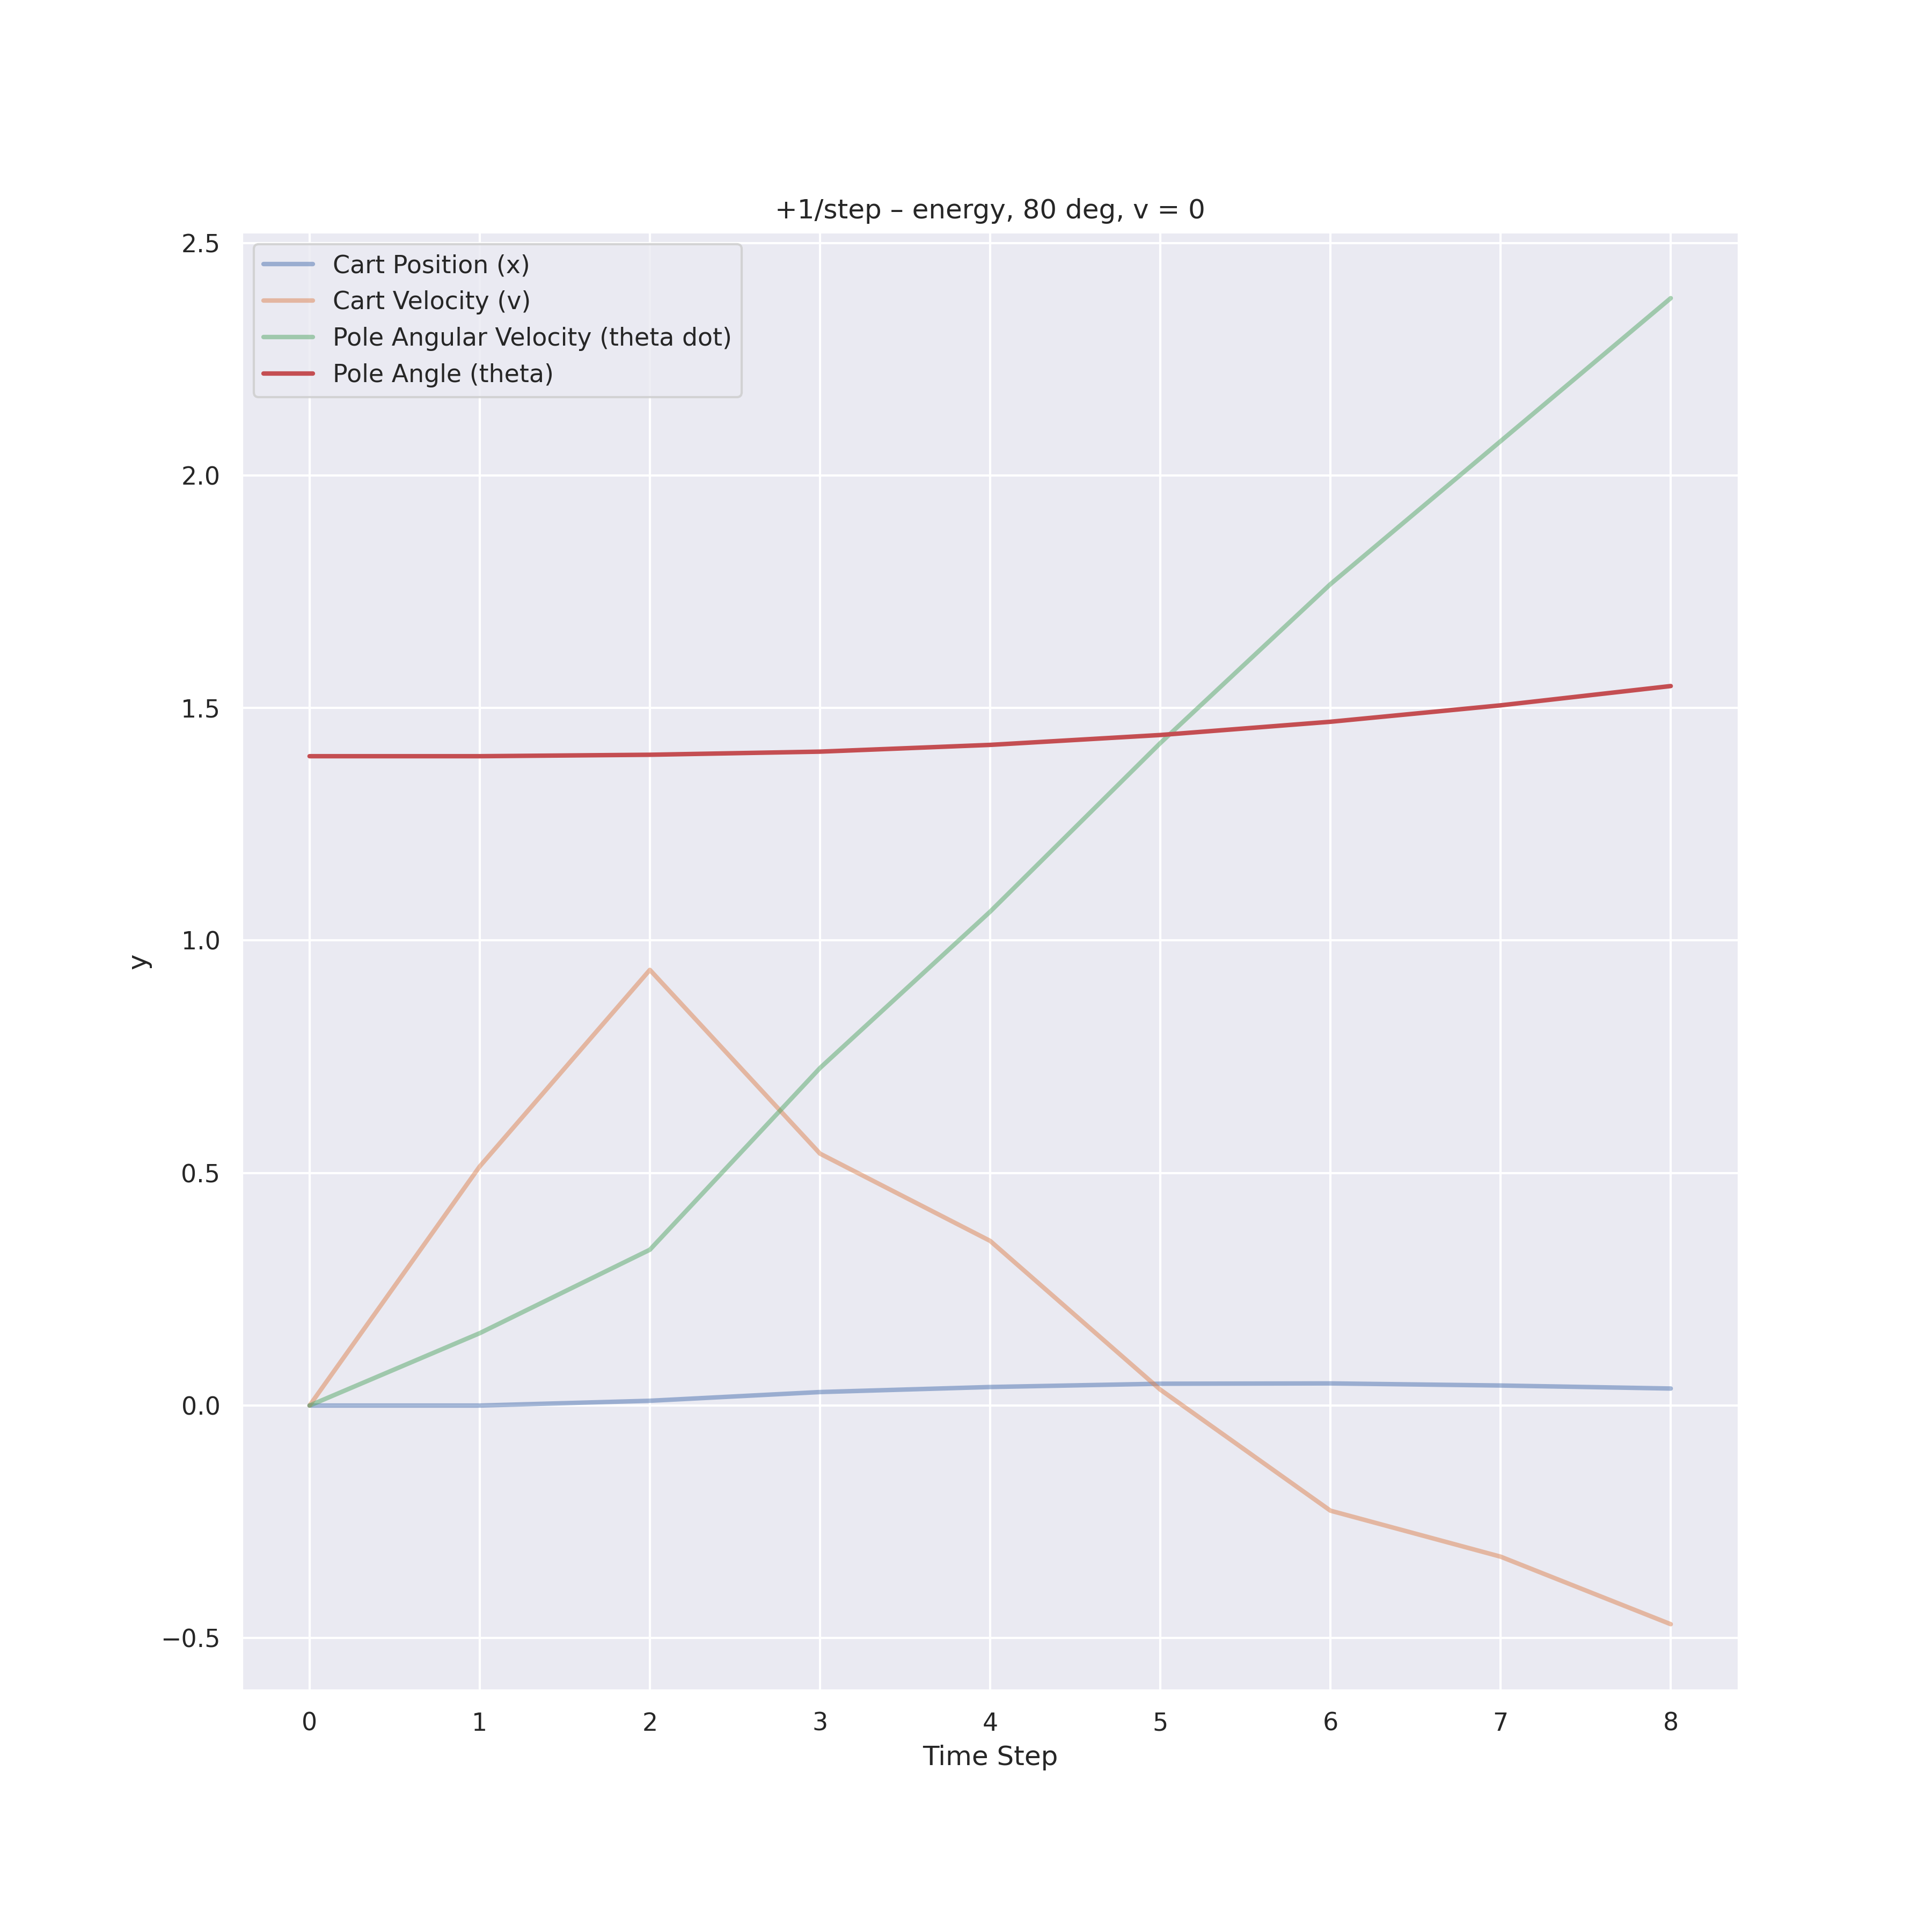 +1/step – energy, 80 deg, v = 0
2.5
Cart Position (x)
Cart Velocity (v)
Pole Angular Velocity (theta dot)
Pole Angle (theta)
2.0
1.5
1.0
0.5
0.0
−0.5
y
0 1 2 3 4 5 6 7 8
Time Step